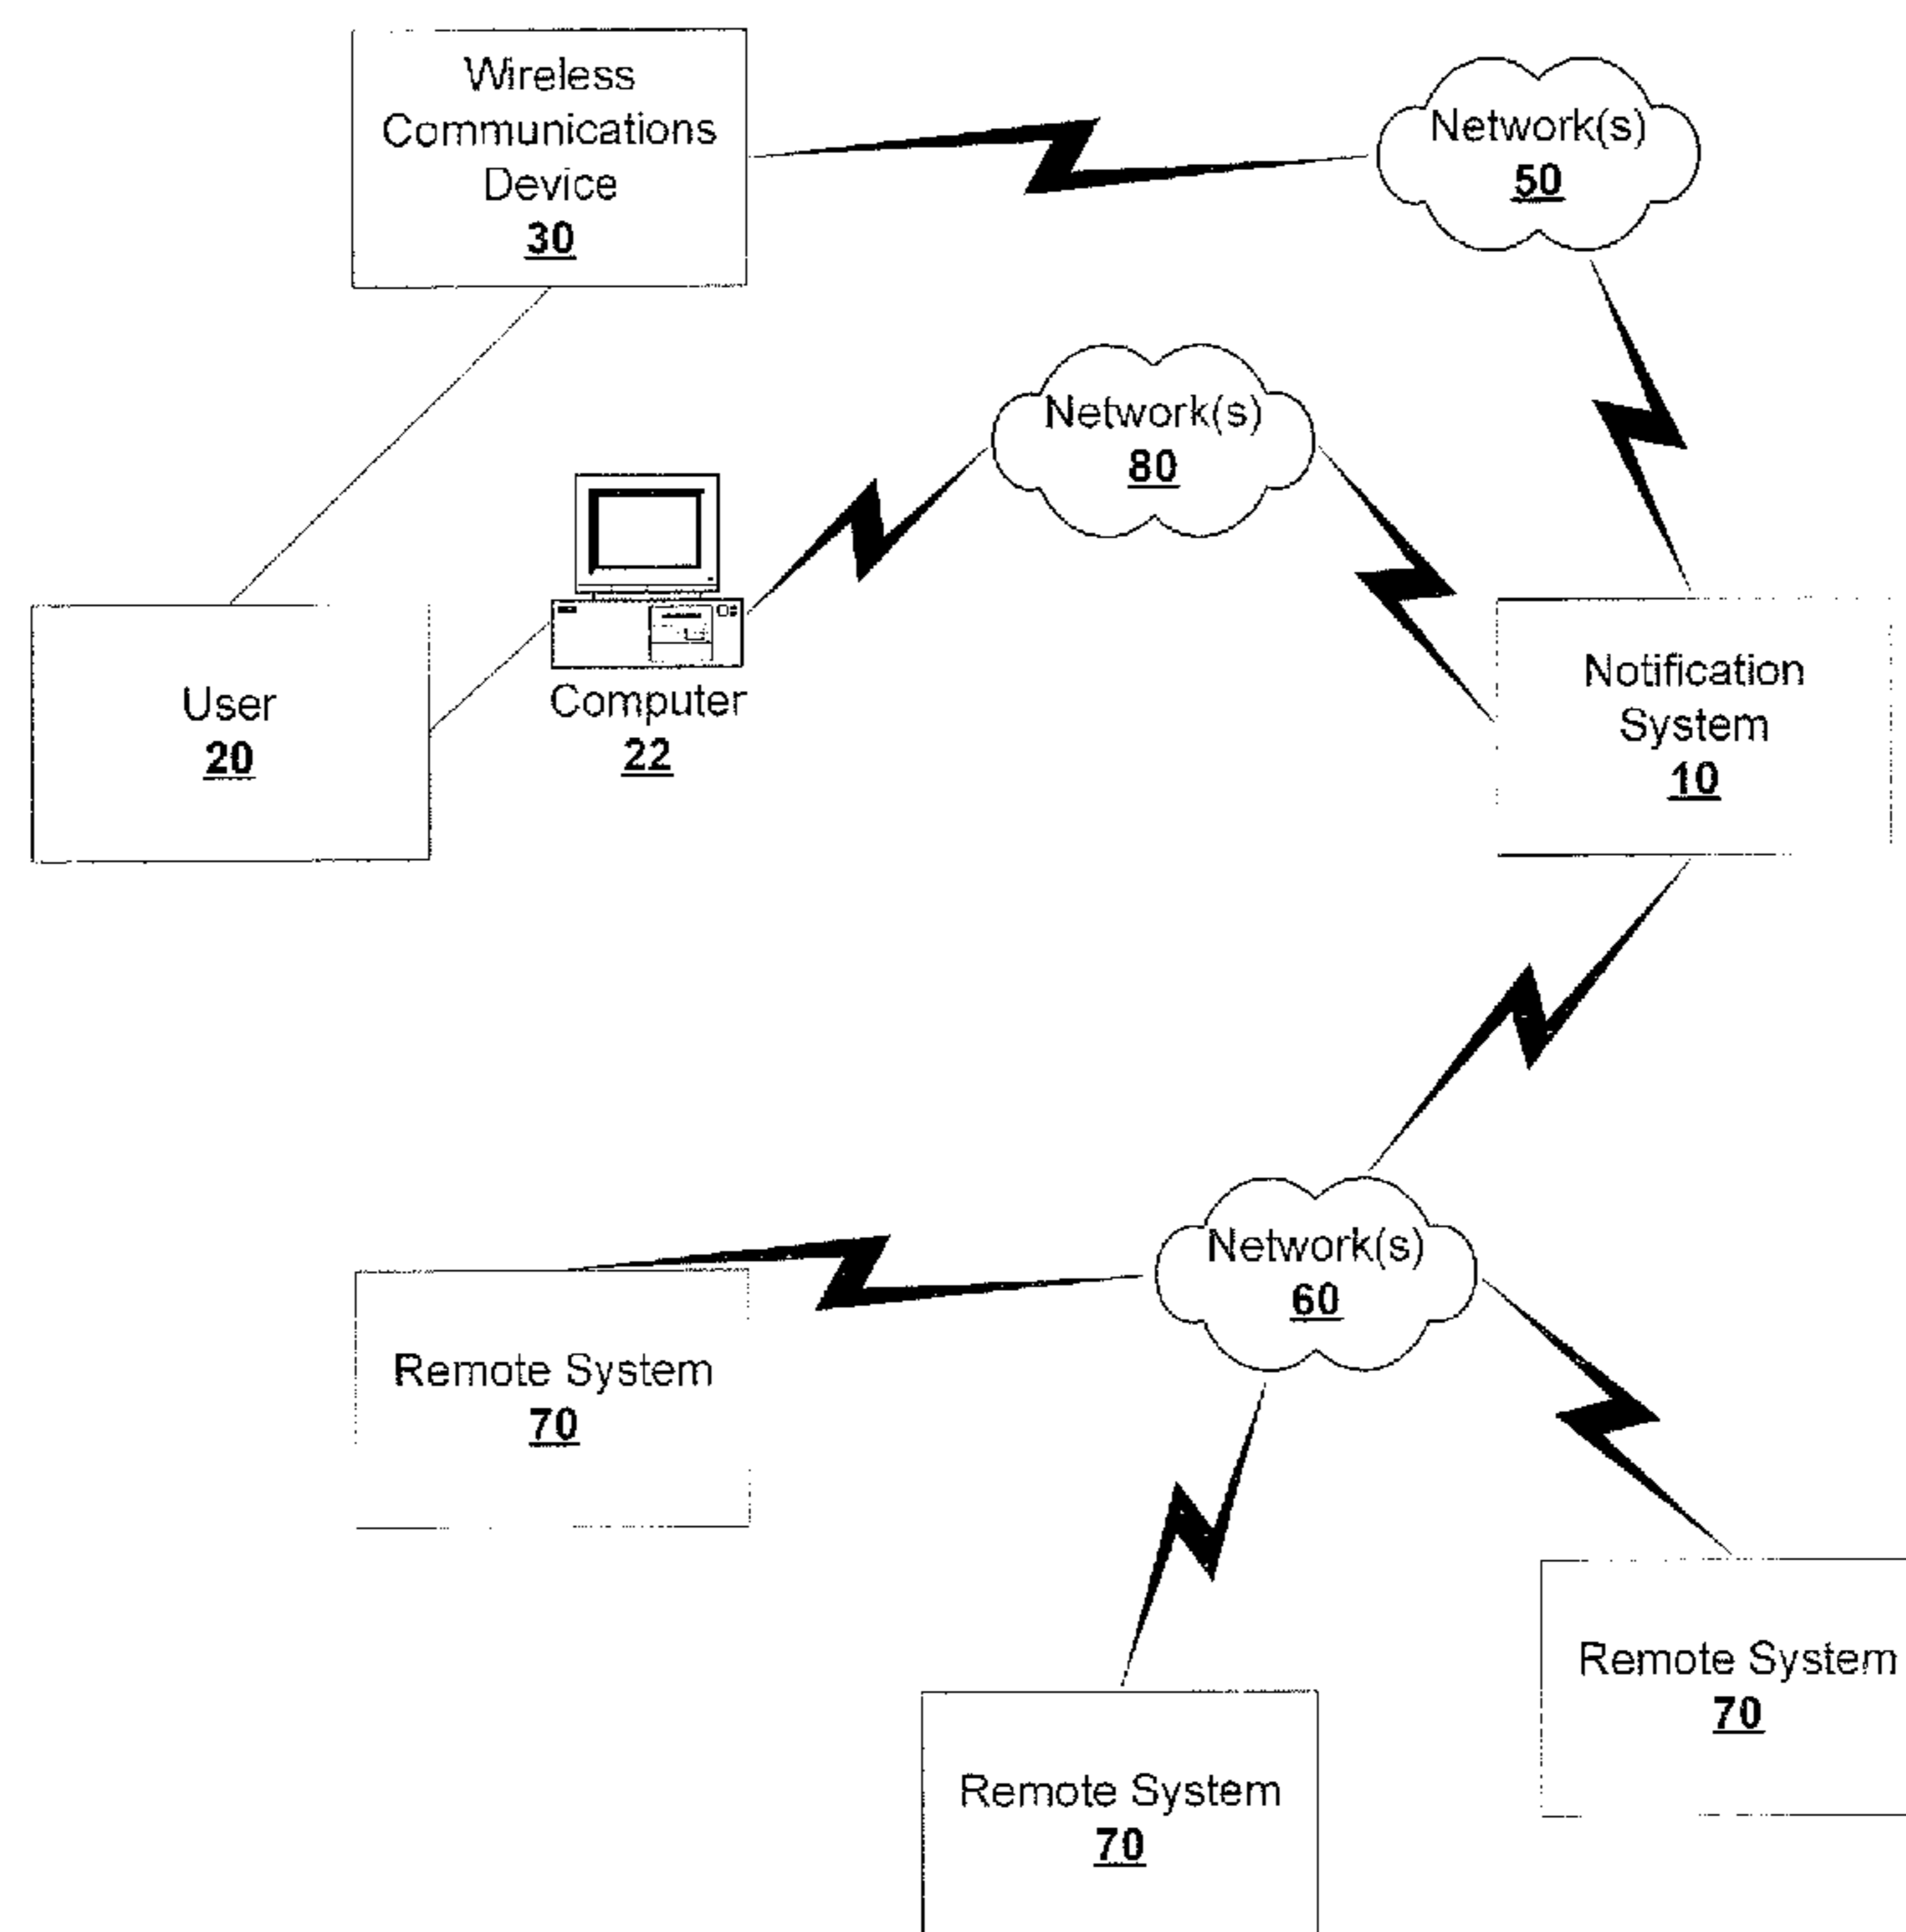 Wireless
Communications
Device
30
Network(s)
50
Network(s)
80
User
20
Computer
22
Notification
System
10
Network(s)
60
Remote System
70
Remote System
70
Remote System
70